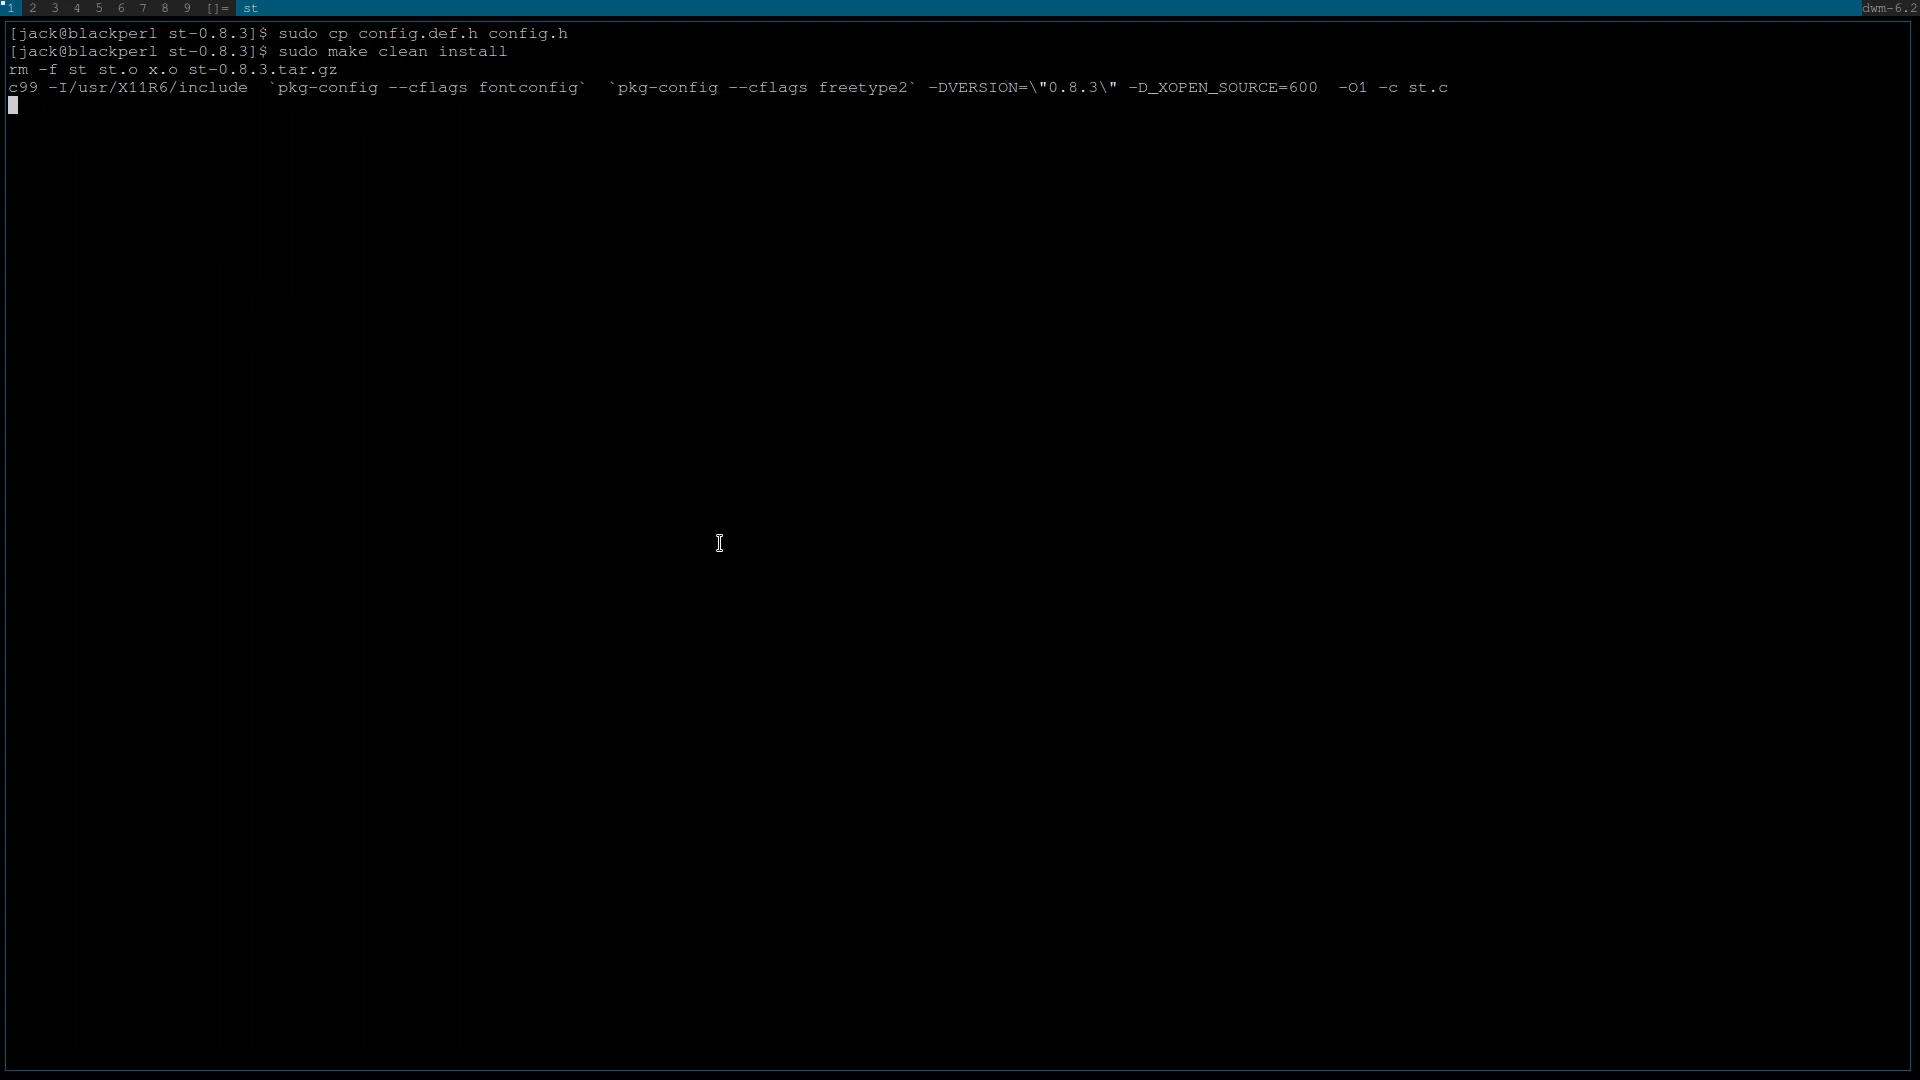 1 2 3 4 5 6 7 8 9 []= st dwm-6.2
[jack@blackperl st-0.8.3]$ sudo cp config.def.h config.h
[jack@blackperl st-0.8.3]$ sudo make clean install
rm -f st st.o x.o st-0.8.3.tar.gz
c99 -I/usr/X11R6/include  `pkg-config --cflags fontconfig`  `pkg-config --cflags freetype2` -DVERSION=\"0.8.3\" -D_XOPEN_SOURCE=600  -O1 -c st.c